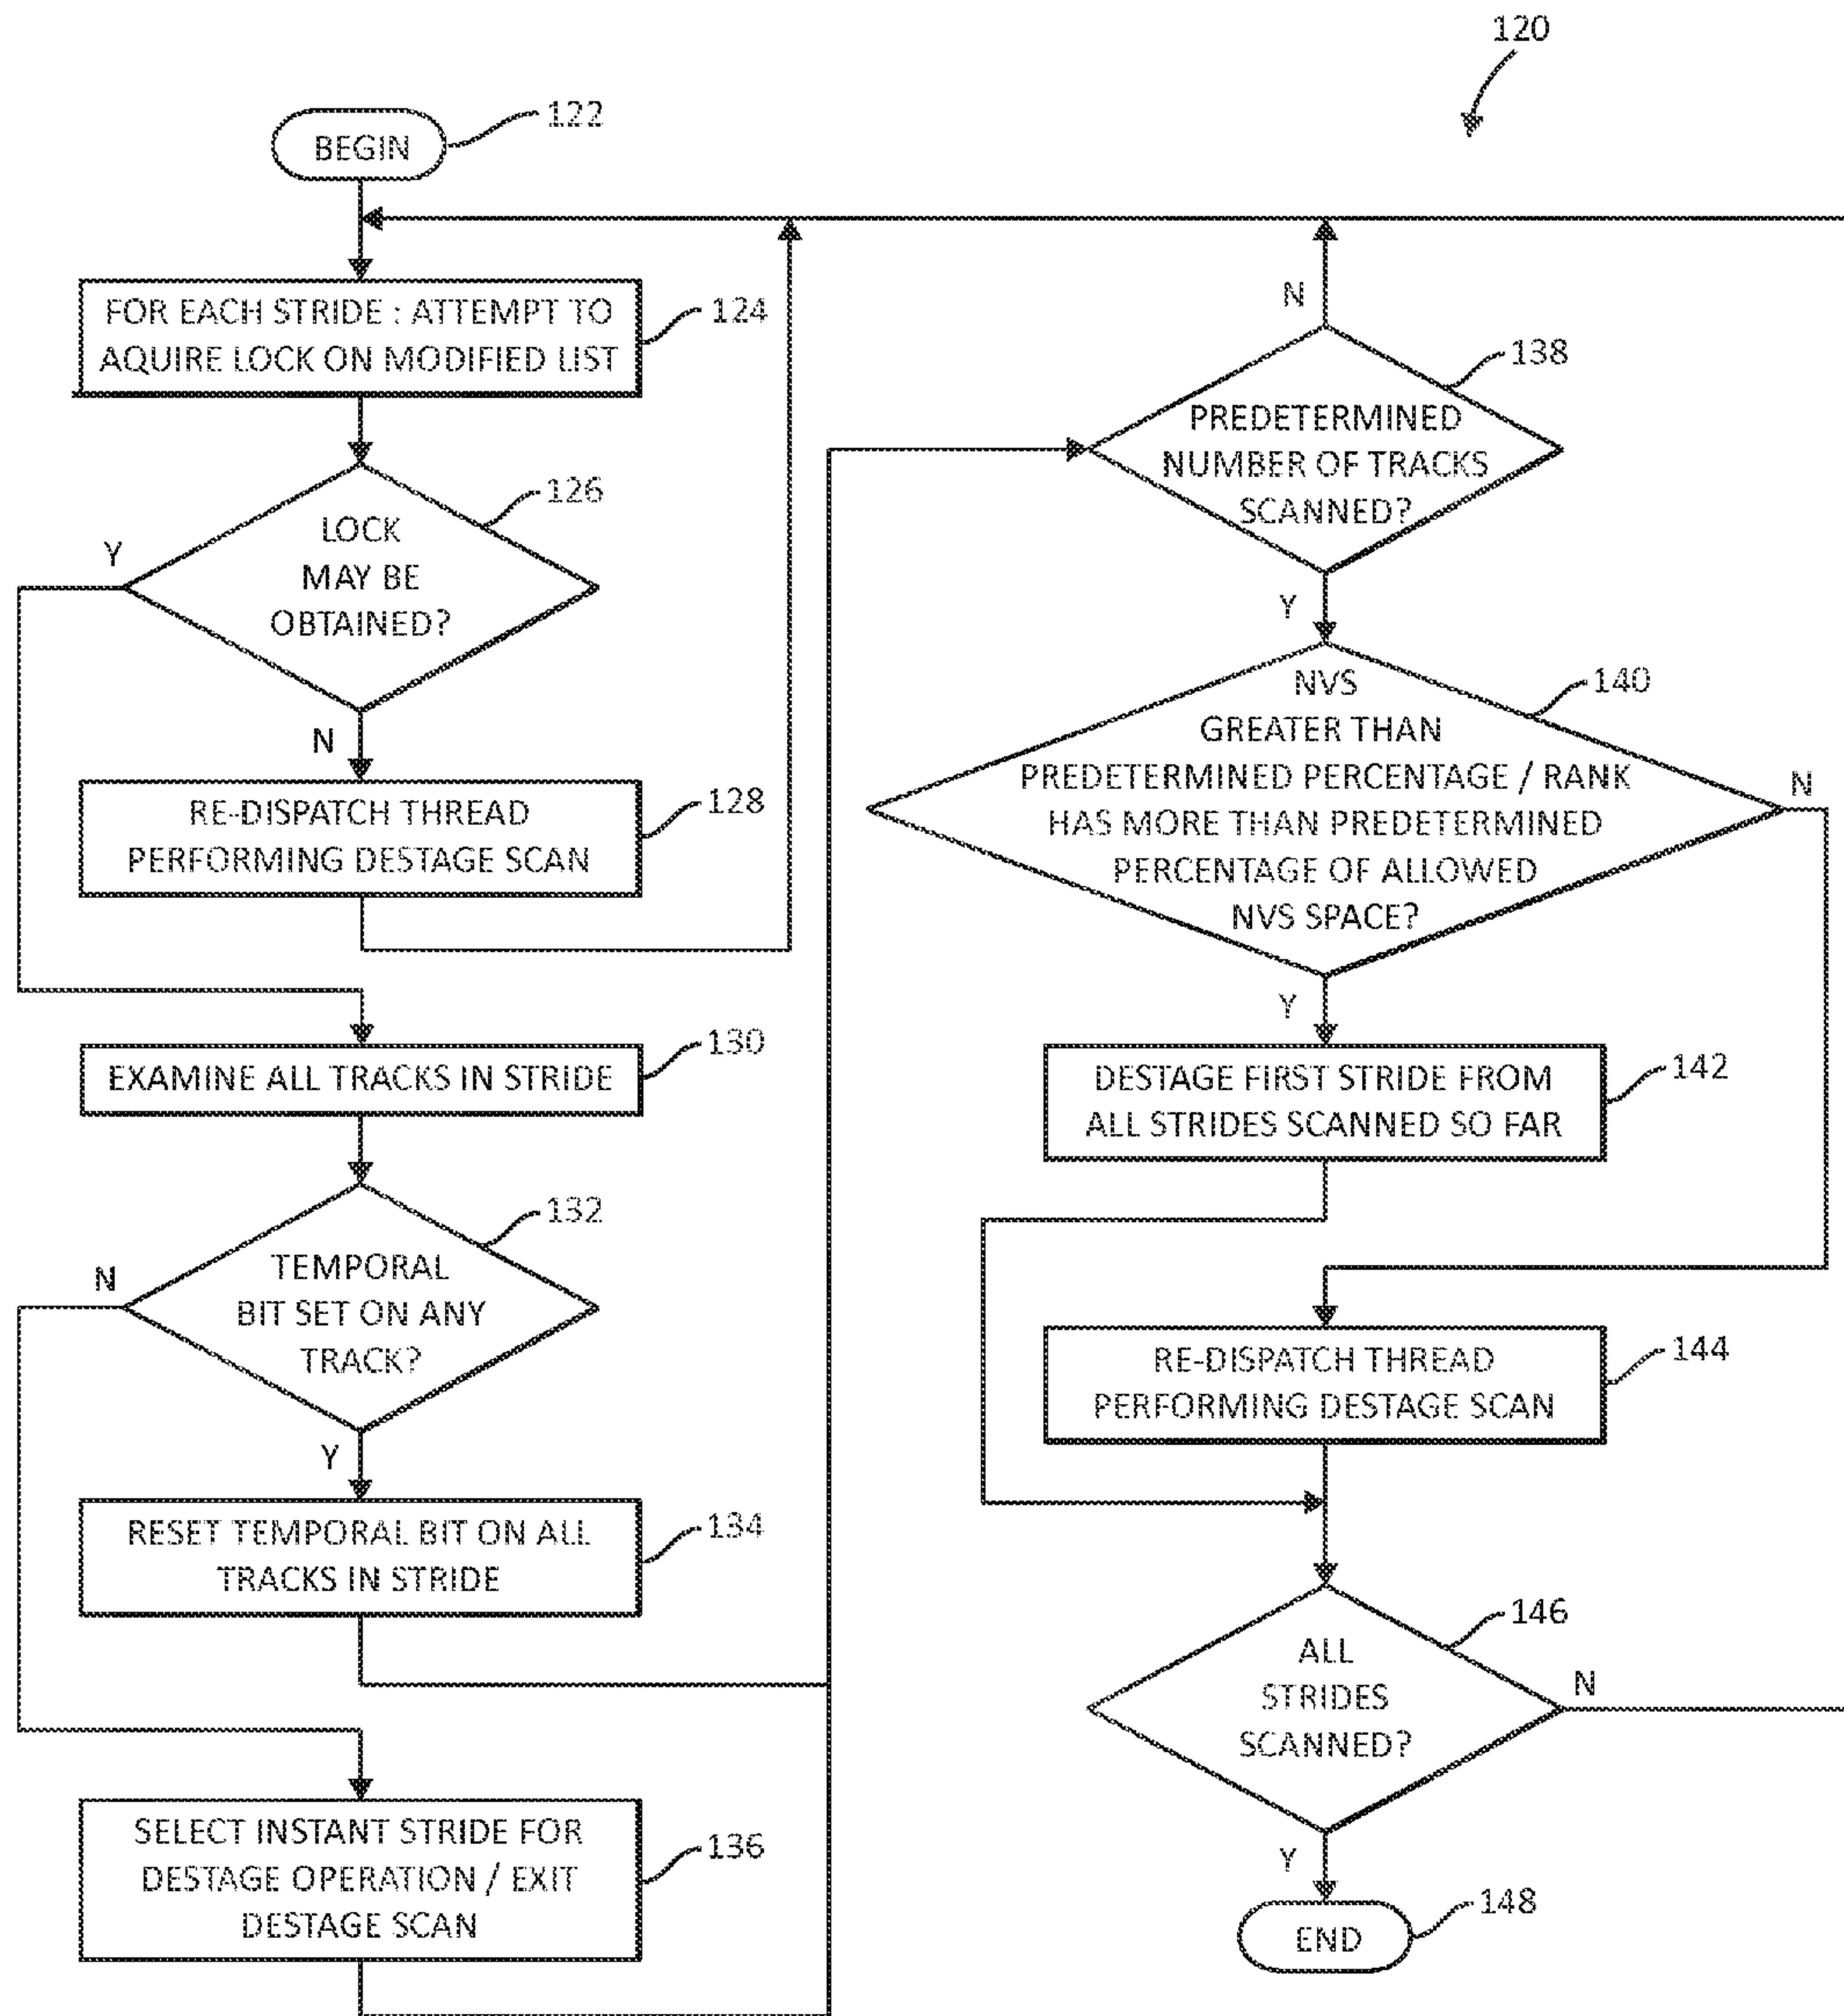 120
BEGIN
122
FOR EACH STRIDE : ATTEMPT TO
AQUIRE LOCK ON MODIFIED LIST
124
LOCK
MAY BE
OBTAINED?
126
Y
N
RE-DISPATCH THREAD
PERFORMING DESTAGE SCAN
128
EXAMINE ALL TRACKS IN STRIDE
130
TEMPORAL
BIT SET ON ANY
TRACK?
132
N
Y
RESET TEMPORAL BIT ON ALL
TRACKS IN STRIDE
134
SELECT INSTANT STRIDE FOR
DESTAGE OPERATION / EXIT
DESTAGE SCAN
136
N
PREDETERMINED
NUMBER OF TRACKS
SCANNED?
138
Y
NVS
GREATER THAN
PREDETERMINED PERCENTAGE / RANK
HAS MORE THAN PREDETERMINED
PERCENTAGE OF ALLOWED
NVS SPACE?
140
N
Y
DESTAGE FIRST STRIDE FROM
ALL STRIDES SCANNED SO FAR
142
RE-DISPATCH THREAD
PERFORMING DESTAGE SCAN
144
ALL
STRIDES
SCANNED?
146
N
Y
END
148